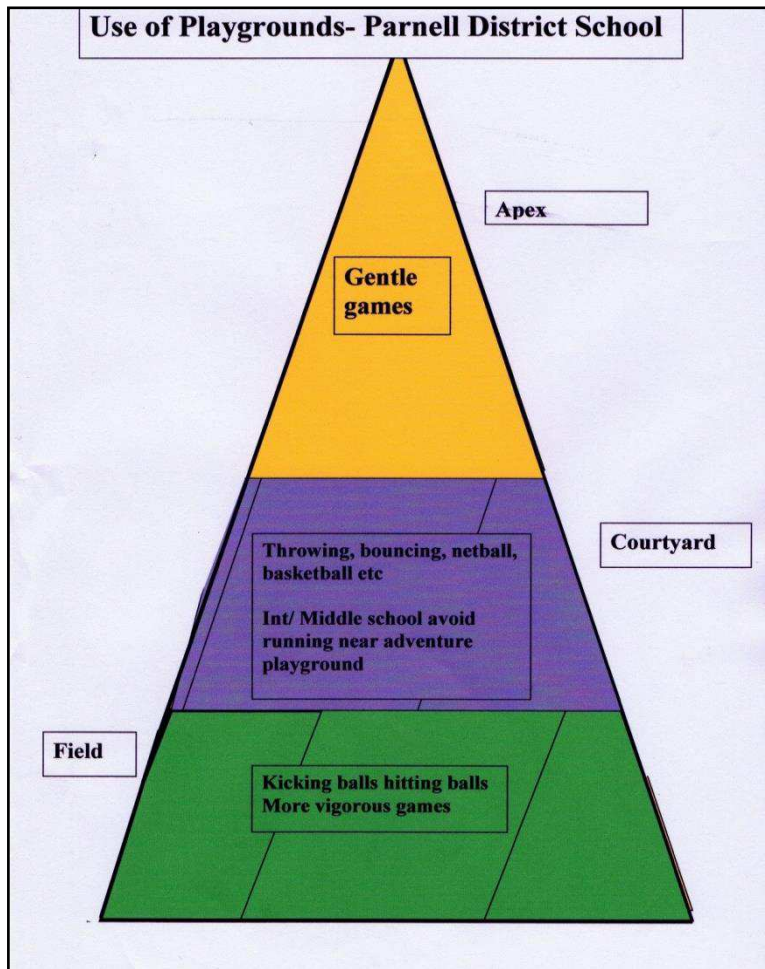 Use of Playgrounds- Parnell District School
Apex
Gentle
games
Throwing, bouncing, netball,
basketball etc
Int/ Middle school avoid
running near adventure
playground
Courtyard
Field
Kicking balls hitting balls
More vigorous games